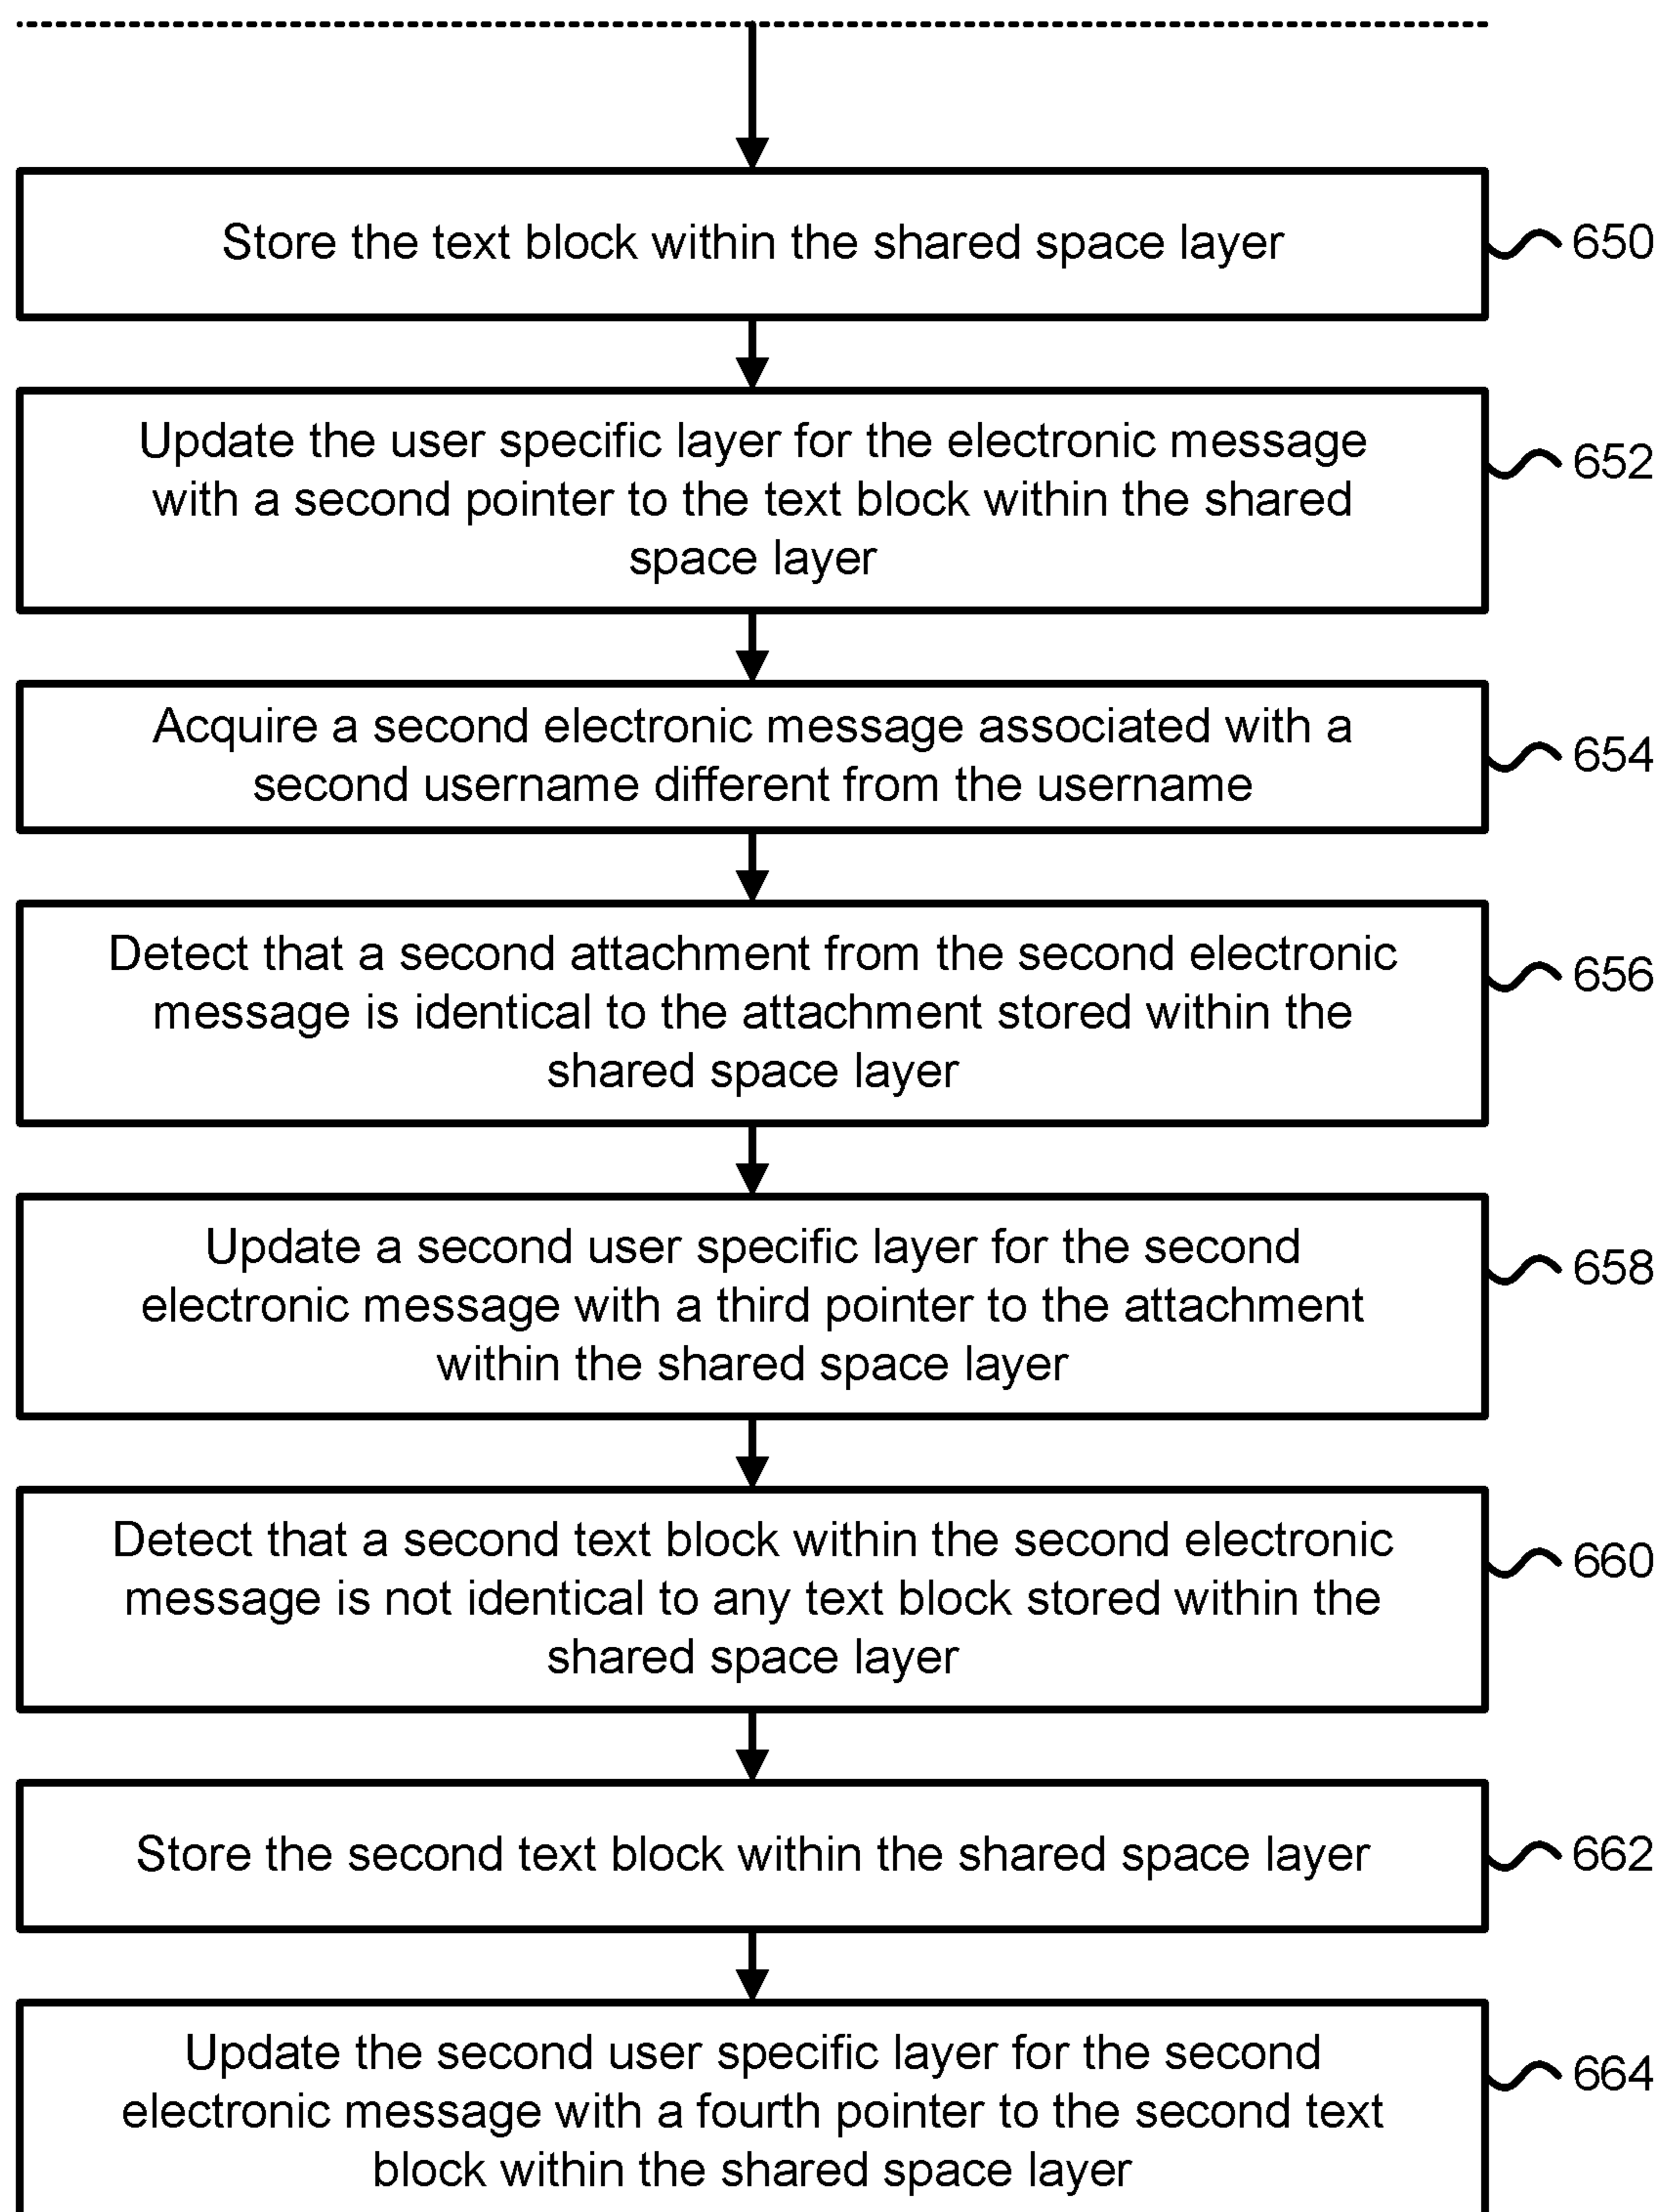 Store the text block within the shared space layer
650
Update the user specific layer for the electronic message
with a second pointer to the text block within the shared
space layer
652
Acquire a second electronic message associated with a
second username different from the username
654
Detect that a second attachment from the second electronic
message is identical to the attachment stored within the
shared space layer
656
Update a second user specific layer for the second
electronic message with a third pointer to the attachment
within the shared space layer
658
Detect that a second text block within the second electronic
message is not identical to any text block stored within the
shared space layer
660
Store the second text block within the shared space layer
662
Update the second user specific layer for the second
electronic message with a fourth pointer to the second text
block within the shared space layer
664